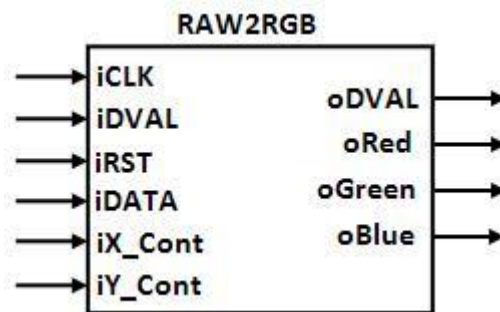 RAW2RGB
iCLK
iDVAL
iRST
iDATA
iX_Cont
iY_Cont
oDVAL
oRed
oGreen
oBlue